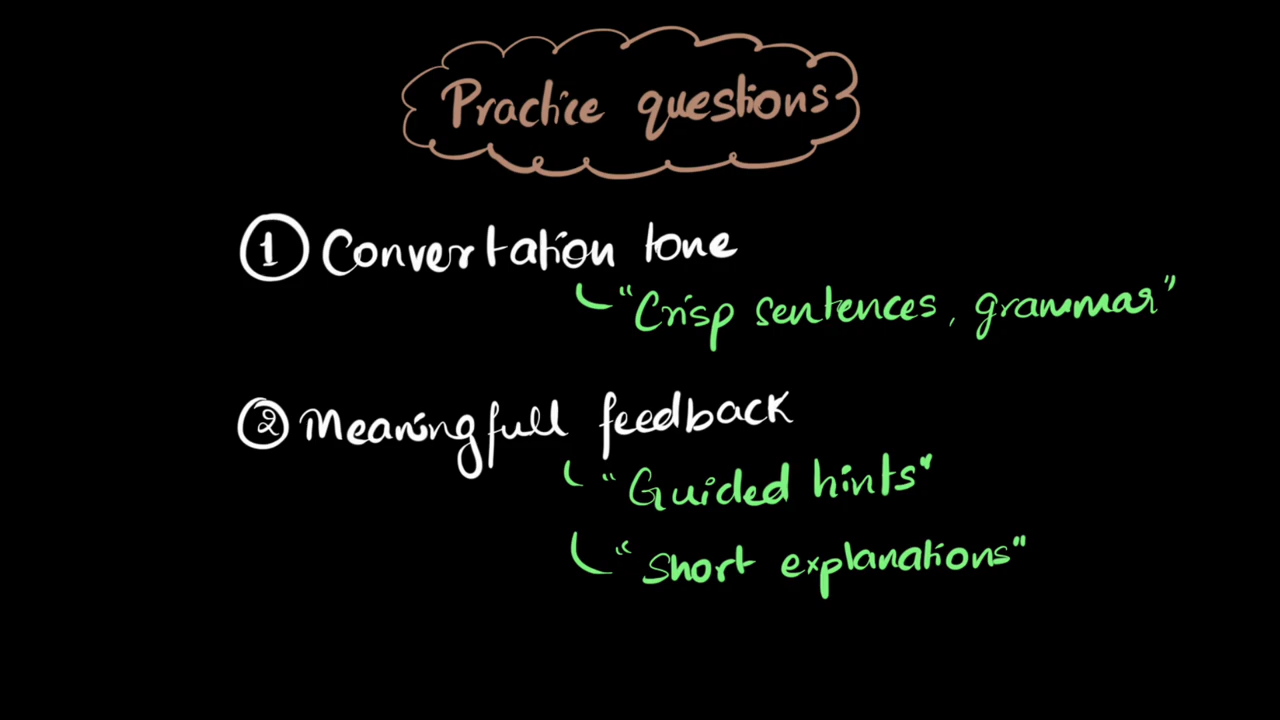 Practice questions
1 Convertation tone
"Crisp sentences, grammar"
2 Meaningfull feedback
"Guided hints"
"Short explanations"